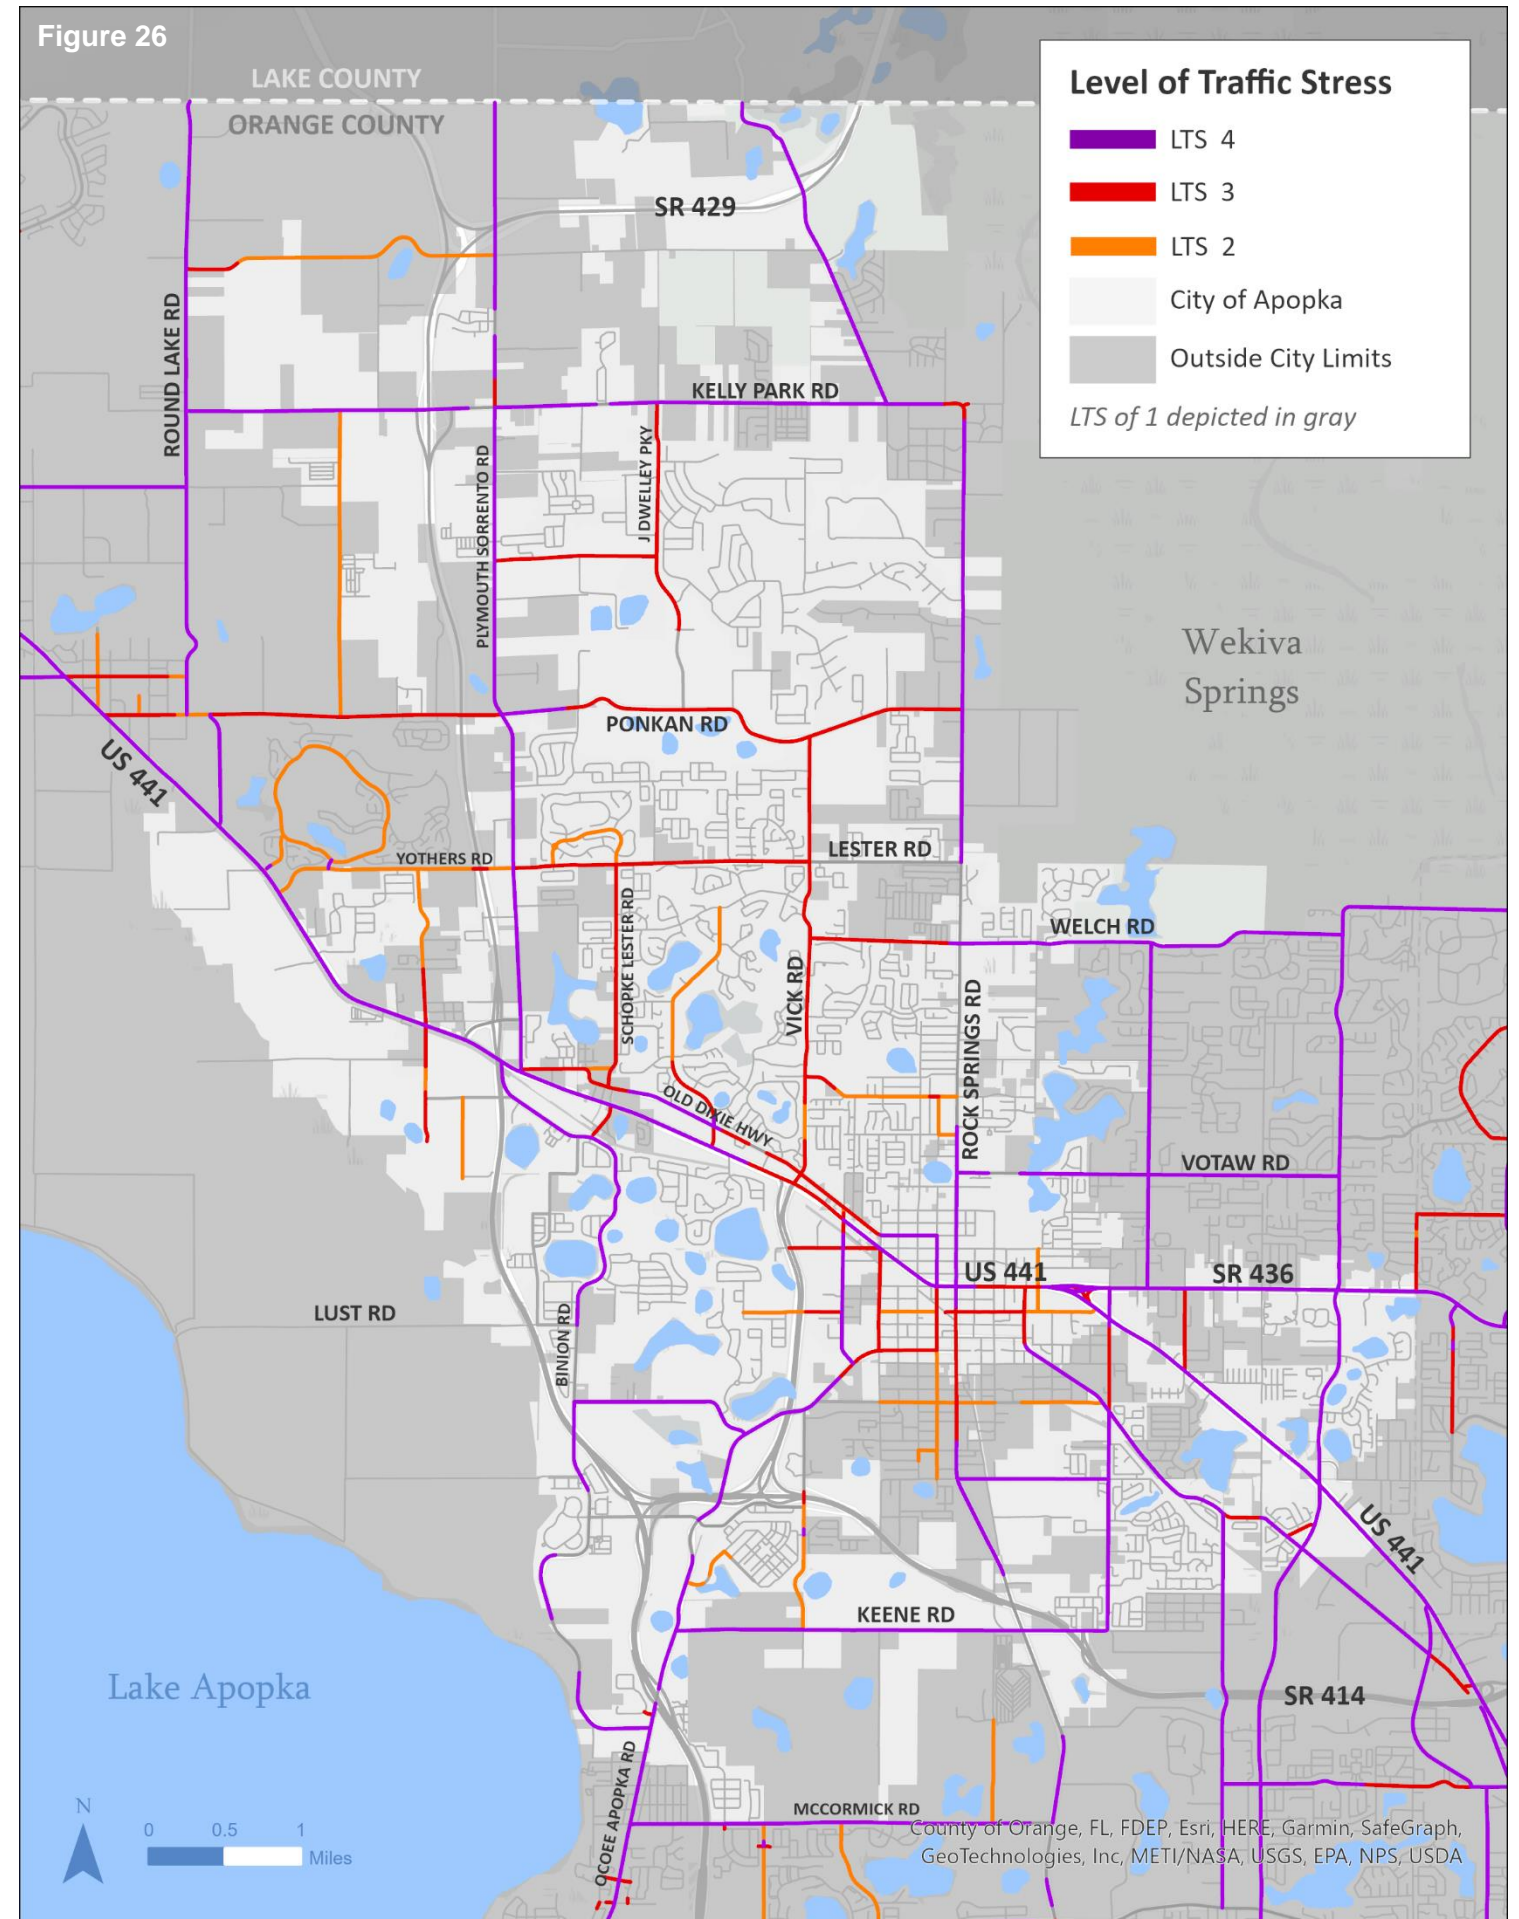 Figure 26
LAKE COUNTY
ORANGE COUNTY
Level of Traffic Stress
LTS 4
LTS 3
LTS 2
City of Apopka
Outside City Limits
LTS of 1 depicted in gray
SR 429
ROUND LAKE RD
KELLY PARK RD
J DWELLEY PKY
PLYMOUTH SORRENTO RD
Wekiva
Springs
PONKAN RD
US 441
YOTHERS RD
LESTER RD
SCHOPKE LESTER RD
WELCH RD
VICK RD
ROCK SPRINGS RD
OLD DIXIE HWY
VOTAW RD
US 441
SR 436
LUST RD
BINION RD
US 441
KEENE RD
Lake Apopka
SR 414
OCOEE APOPKA RD
MCCORMICK RD
N
0 0.5 1
Miles
County of Orange, FL, FDEP, Esri, HERE, Garmin, SafeGraph,
GeoTechnologies, Inc, METI/NASA, USGS, EPA, NPS, USDA